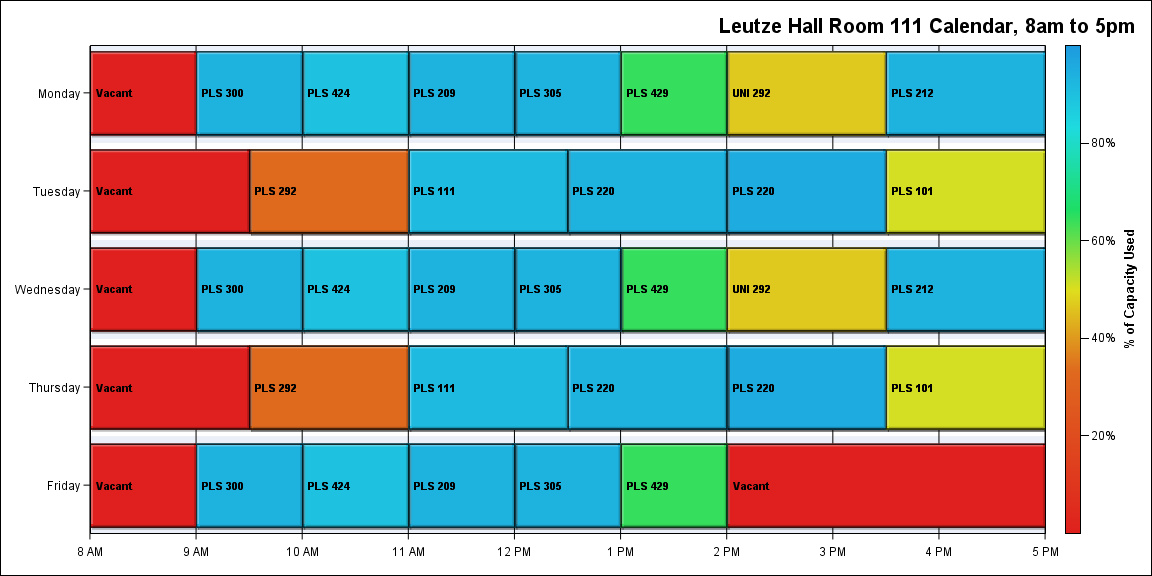 Leutze Hall Room 111 Calendar, 8am to 5pm
Monday
Vacant
PLS 300
PLS 424
PLS 209
PLS 305
PLS 429
UNI 292
PLS 212
Tuesday
Vacant
PLS 292
PLS 111
PLS 220
PLS 220
PLS 101
Wednesday
Vacant
PLS 300
PLS 424
PLS 209
PLS 305
PLS 429
UNI 292
PLS 212
Thursday
Vacant
PLS 292
PLS 111
PLS 220
PLS 220
PLS 101
Friday
Vacant
PLS 300
PLS 424
PLS 209
PLS 305
PLS 429
Vacant
8 AM
9 AM
10 AM
11 AM
12 PM
1 PM
2 PM
3 PM
4 PM
5 PM
80%
60%
40%
20%
% of Capacity Used